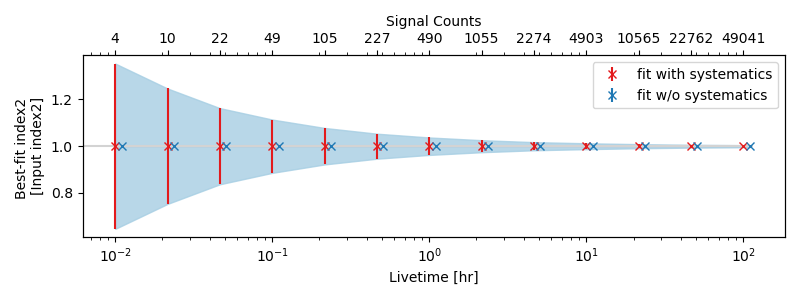 Signal Counts
4 10 22 49 105 227 490 1055 2274 4903 10565 22762 49041
fit with systematics
fit w/o systematics
Best-fit index2
[Input index2]
1.2
1.0
0.8
10⁻² 10⁻¹ 10⁰ 10¹ 10²
Livetime [hr]